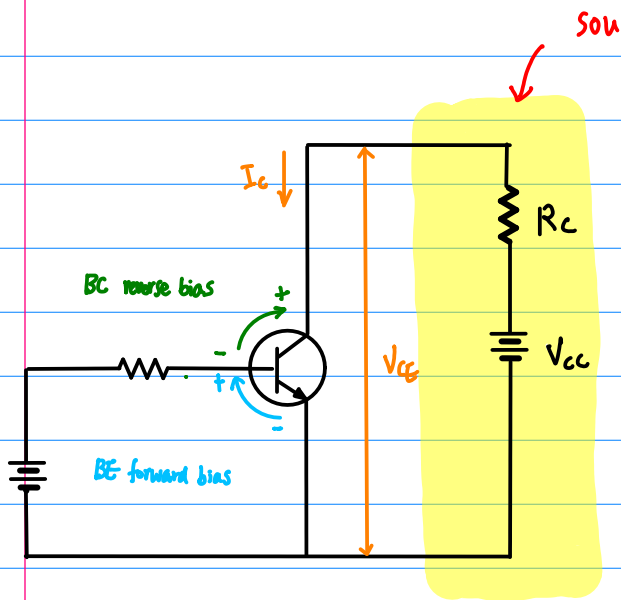 sou
Ic
Rc
BC reverse bias
+
-
+
-
VCE
Vcc
BE forward bias